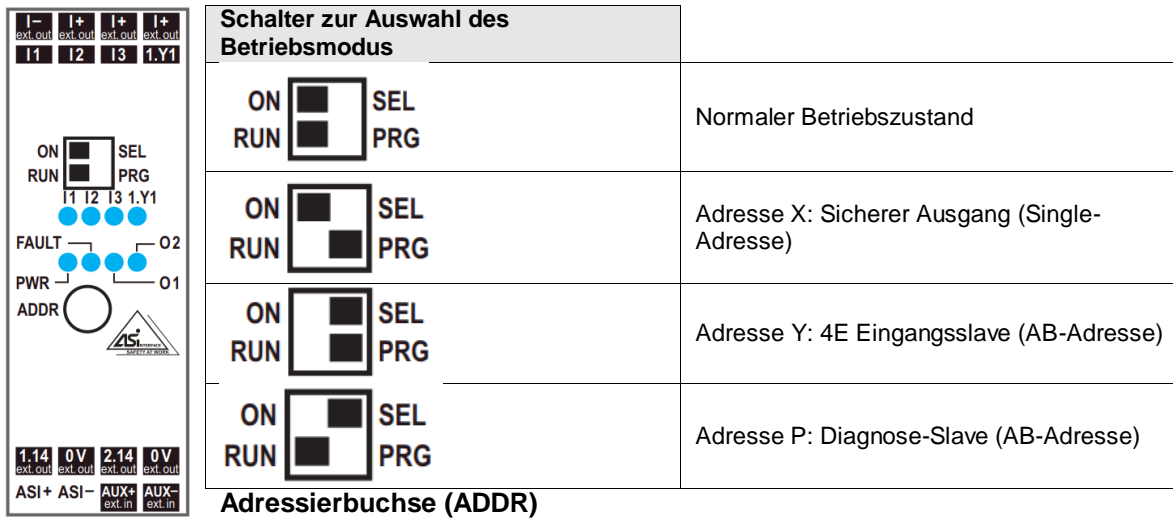 I− I+ I+ I+
ext.out ext.out ext.out ext.out
I1 I2 I3 1.Y1
ON SEL
RUN PRG
I1 I2 I3 1.Y1
FAULT O2
PWR O1
ADDR
ASi INTERFACE
SAFETY AT WORK
1.14 0V 2.14 0V
ext.out ext.out ext.out ext.out
ASI+ ASI− AUX+ AUX−
ext.in ext.in
Schalter zur Auswahl des
Betriebsmodus
ON SEL
RUN PRG
Normaler Betriebszustand
ON SEL
RUN PRG
Adresse X: Sicherer Ausgang (Single-
Adresse)
ON SEL
RUN PRG
Adresse Y: 4E Eingangsslave (AB-Adresse)
ON SEL
RUN PRG
Adresse P: Diagnose-Slave (AB-Adresse)
Adressierbuchse (ADDR)